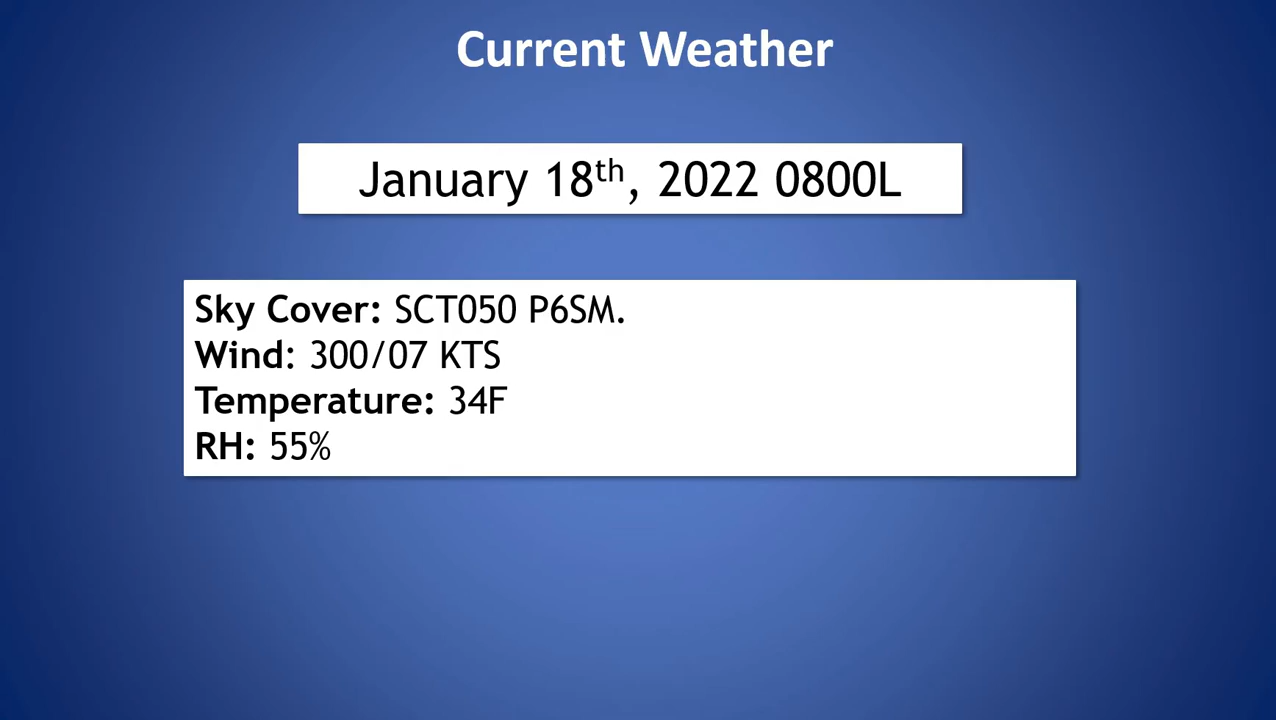 Current Weather
January 18th, 2022 0800L
Sky Cover: SCT050 P6SM.
Wind: 300/07 KTS
Temperature: 34F
RH: 55%